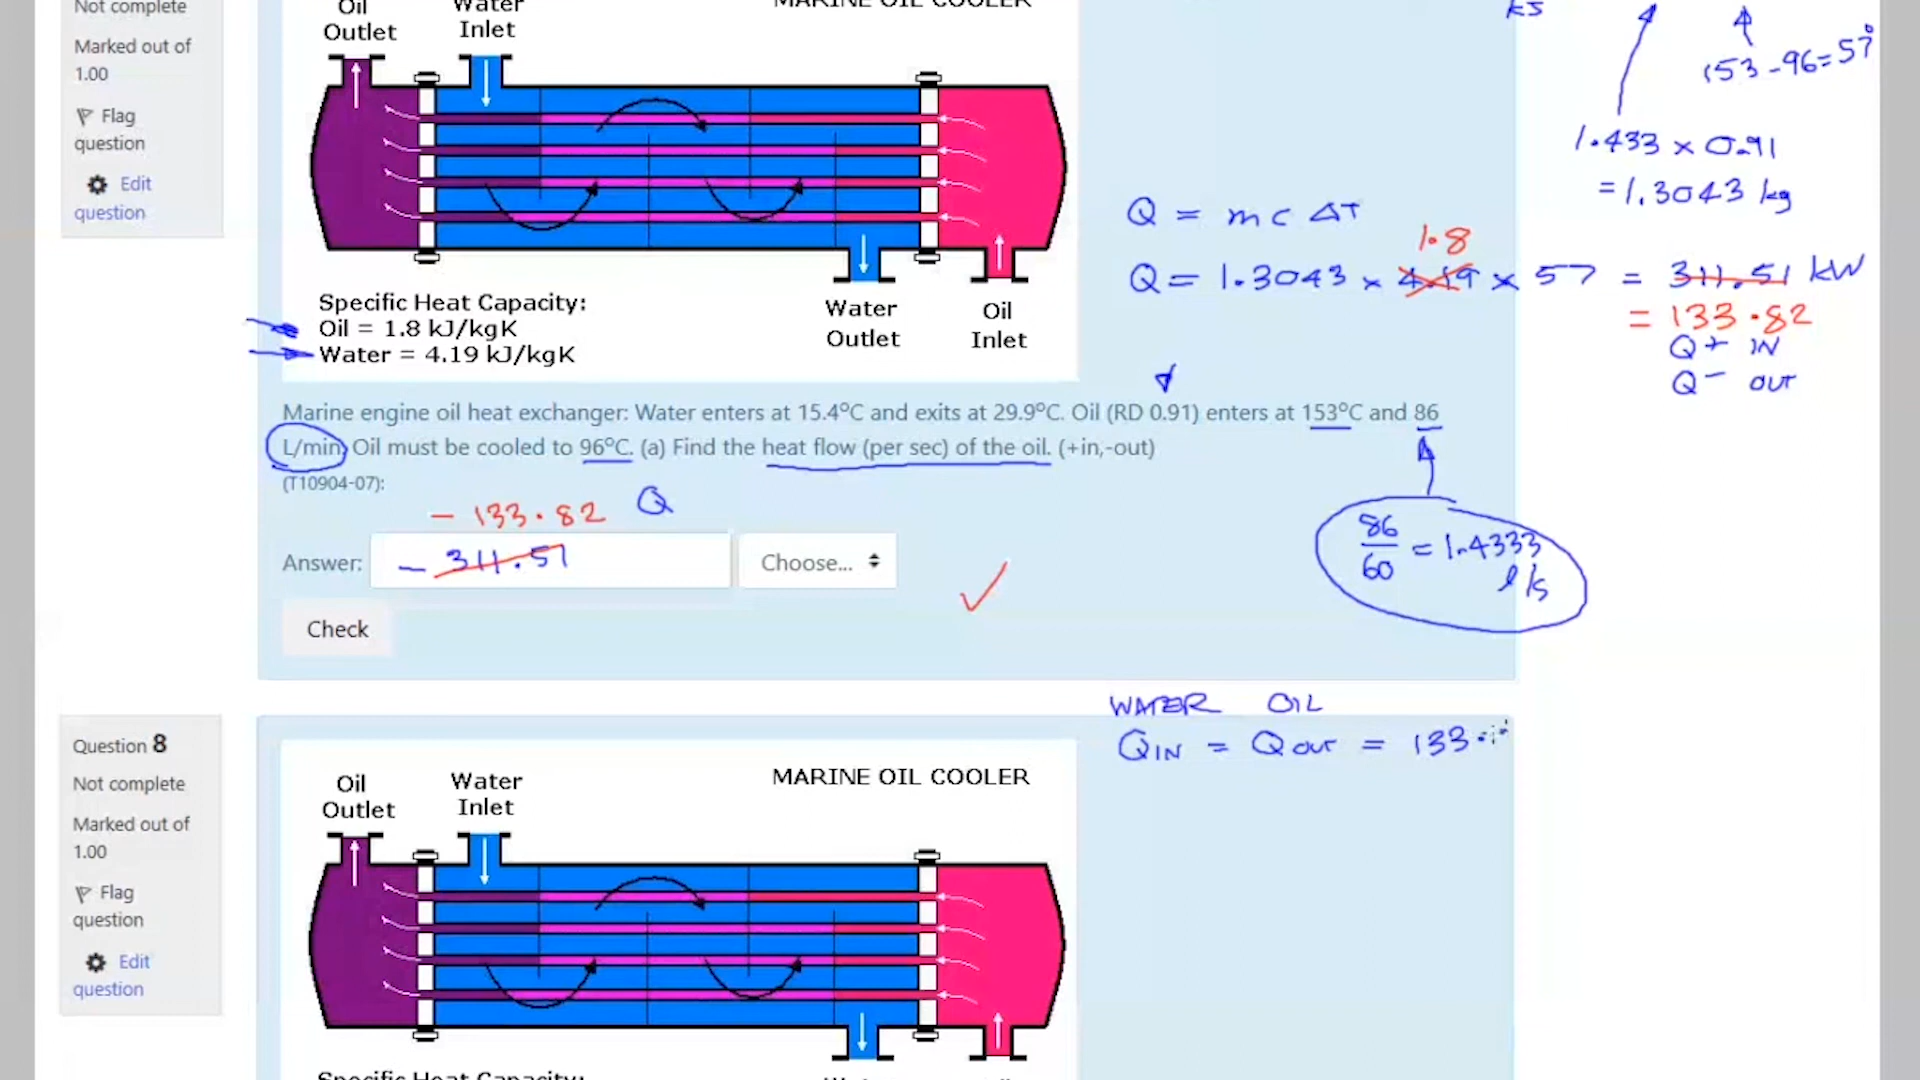 Not complete
Marked out of
1.00
Flag
question
Edit
question
Oil
Outlet
Water
Inlet
MARINE OIL COOLER
Specific Heat Capacity:
Oil = 1.8 kJ/kgK
Water = 4.19 kJ/kgK
Water
Outlet
Oil
Inlet
kJ
153 - 96 = 57°
1.433 × 0.91
= 1.3043 kg
Q = mc ΔT
1.8
Q = 1.3043 × 4.19 × 57 = 311.51 kW
= 133.82
Q + IN
Q - OUT
Marine engine oil heat exchanger: Water enters at 15.4°C and exits at 29.9°C. Oil (RD 0.91) enters at 153°C and 86
L/min. Oil must be cooled to 96°C. (a) Find the heat flow (per sec) of the oil. (+in,-out)
(T10904-07):
- 133.82 Q
Answer: - 311.51 Choose...
Check
86
60
= 1.4333
l/s
WATER OIL
Q IN = Q OUT = 133.
Question 8
Not complete
Marked out of
1.00
Flag
question
Edit
question
Oil
Outlet
Water
Inlet
MARINE OIL COOLER
Specific Heat Capacity: